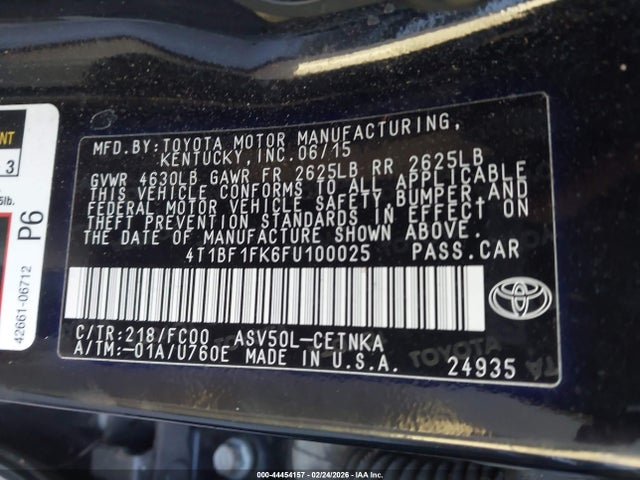 MFD.BY: TOYOTA MOTOR MANUFACTURING,
KENTUCKY, INC. 06/15
GVWR 4630LB GAWR FR 2625LB RR 2625LB
THIS VEHICLE CONFORMS TO ALL APPLICABLE
FEDERAL MOTOR VEHICLE SAFETY, BUMPER, AND
THEFT PREVENTION STANDARDS IN EFFECT ON
THE DATE OF MANUFACTURE SHOWN ABOVE.
4T1BF1FK6FU100025 PASS.CAR
C/TR: 218/FC00 ASV50L-CETNKA
A/TM: -01A/U760E MADE IN U.S.A.
24935
TOYOTA
3
P6
42661-06712
000-44454157 - 02/24/2026 - IAA Inc.